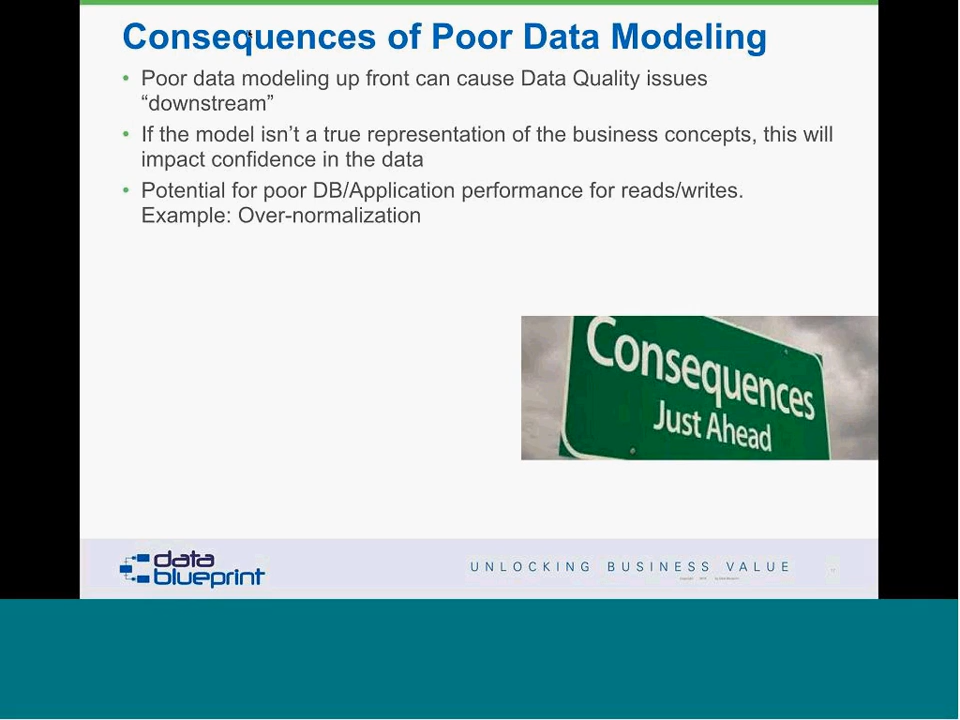 Consequences of Poor Data Modeling
• Poor data modeling up front can cause Data Quality issues
“downstream”
• If the model isn’t a true representation of the business concepts, this will
impact confidence in the data
• Potential for poor DB/Application performance for reads/writes.
Example: Over-normalization
Consequences
Just Ahead
data
blueprint
UNLOCKING BUSINESS VALUE